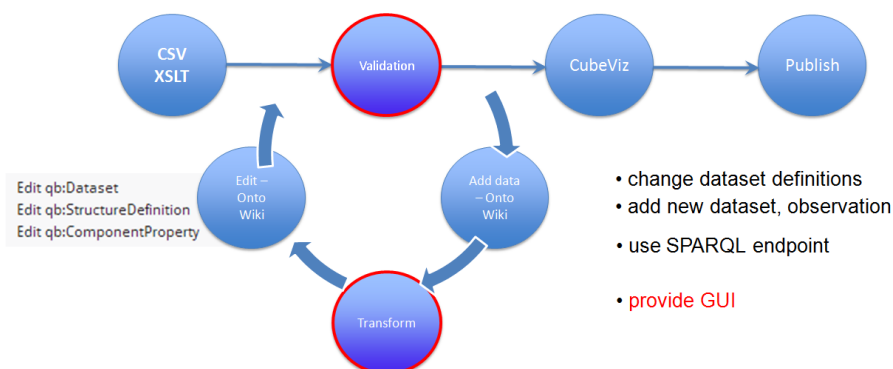 CSV
XSLT
Validation
CubeViz
Publish
Edit –
Onto
Wiki
Add data
– Onto
Wiki
Transform
Edit qb:Dataset
Edit qb:StructureDefinition
Edit qb:ComponentProperty
• change dataset definitions
• add new dataset, observation
• use SPARQL endpoint
• provide GUI